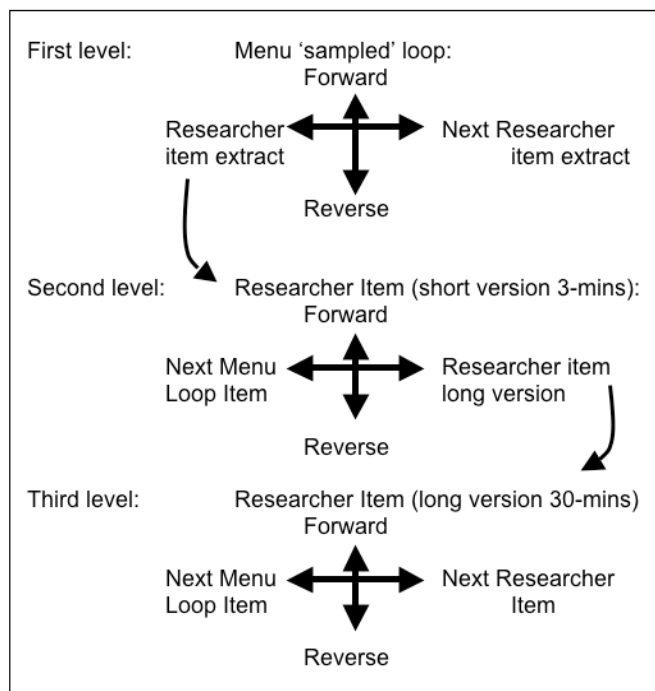 First level: Menu ‘sampled’ loop:
Forward
Researcher Next Researcher
item extract item extract
Reverse
Second level: Researcher Item (short version 3-mins):
Forward
Next Menu Researcher item
Loop Item long version
Reverse
Third level: Researcher Item (long version 30-mins)
Forward
Next Menu Next Researcher
Loop Item Item
Reverse